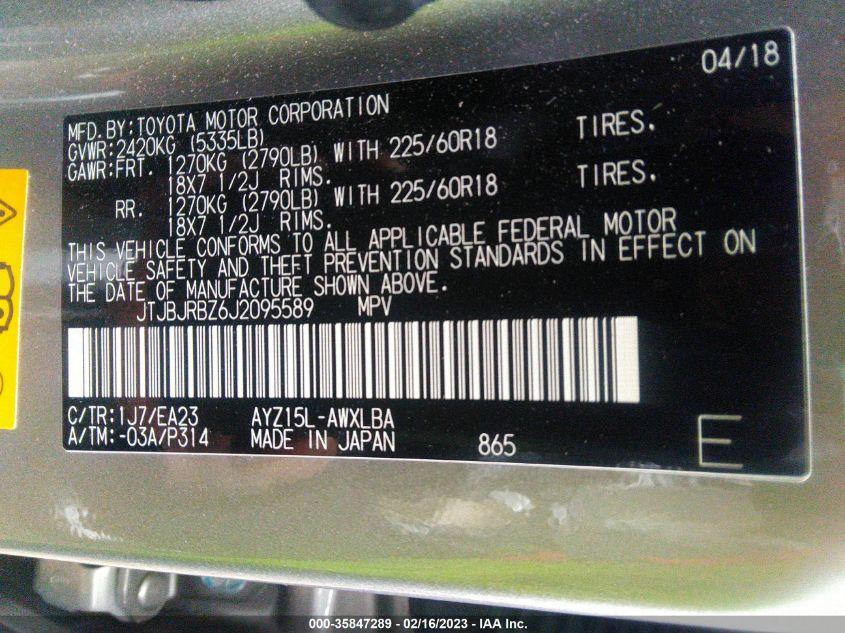 04/18
MFD. BY: TOYOTA MOTOR CORPORATION
GVWR: 2420KG (5335LB)
GAWR: FRT. 1270KG (2790LB) WITH 225/60R18 TIRES.
18X7 1/2J RIMS.
RR. 1270KG (2790LB) WITH 225/60R18 TIRES.
18X7 1/2J RIMS.
THIS VEHICLE CONFORMS TO ALL APPLICABLE FEDERAL MOTOR
VEHICLE SAFETY AND THEFT PREVENTION STANDARDS IN EFFECT ON
THE DATE OF MANUFACTURE SHOWN ABOVE.
JTJBJRBZ6J2095589 MPV
C/TR: 1J7/EA23 AYZ15L-AWXLBA
A/TM: -03A/P314 MADE IN JAPAN 865 E
000-35847289 - 02/16/2023 - IAA Inc.